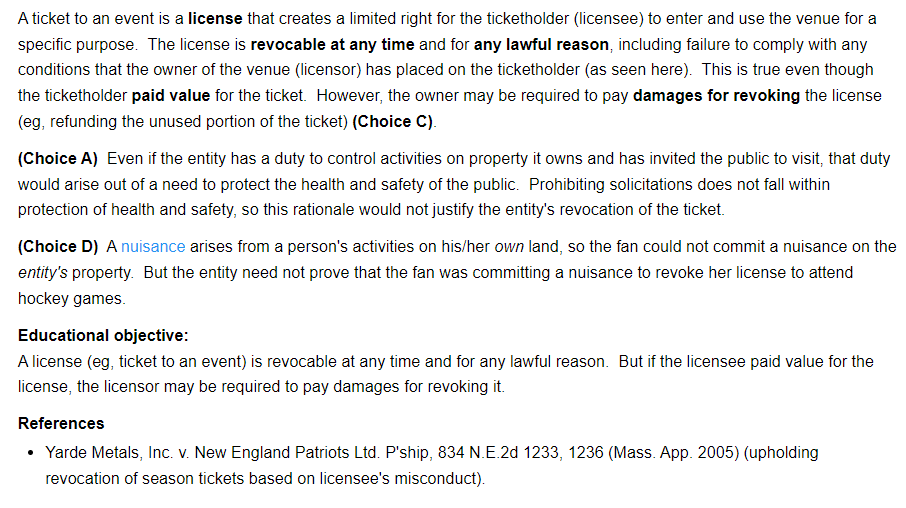 A ticket to an event is a license that creates a limited right for the ticketholder (licensee) to enter and use the venue for a
specific purpose.  The license is revocable at any time and for any lawful reason, including failure to comply with any
conditions that the owner of the venue (licensor) has placed on the ticketholder (as seen here).  This is true even though
the ticketholder paid value for the ticket.  However, the owner may be required to pay damages for revoking the license
(eg, refunding the unused portion of the ticket) (Choice C).
(Choice A)  Even if the entity has a duty to control activities on property it owns and has invited the public to visit, that duty
would arise out of a need to protect the health and safety of the public.  Prohibiting solicitations does not fall within
protection of health and safety, so this rationale would not justify the entity's revocation of the ticket.
(Choice D)  A nuisance arises from a person's activities on his/her own land, so the fan could not commit a nuisance on the
entity's property.  But the entity need not prove that the fan was committing a nuisance to revoke her license to attend
hockey games.
Educational objective:
A license (eg, ticket to an event) is revocable at any time and for any lawful reason.  But if the licensee paid value for the
license, the licensor may be required to pay damages for revoking it.
References
• Yarde Metals, Inc. v. New England Patriots Ltd. P'ship, 834 N.E.2d 1233, 1236 (Mass. App. 2005) (upholding
revocation of season tickets based on licensee's misconduct).